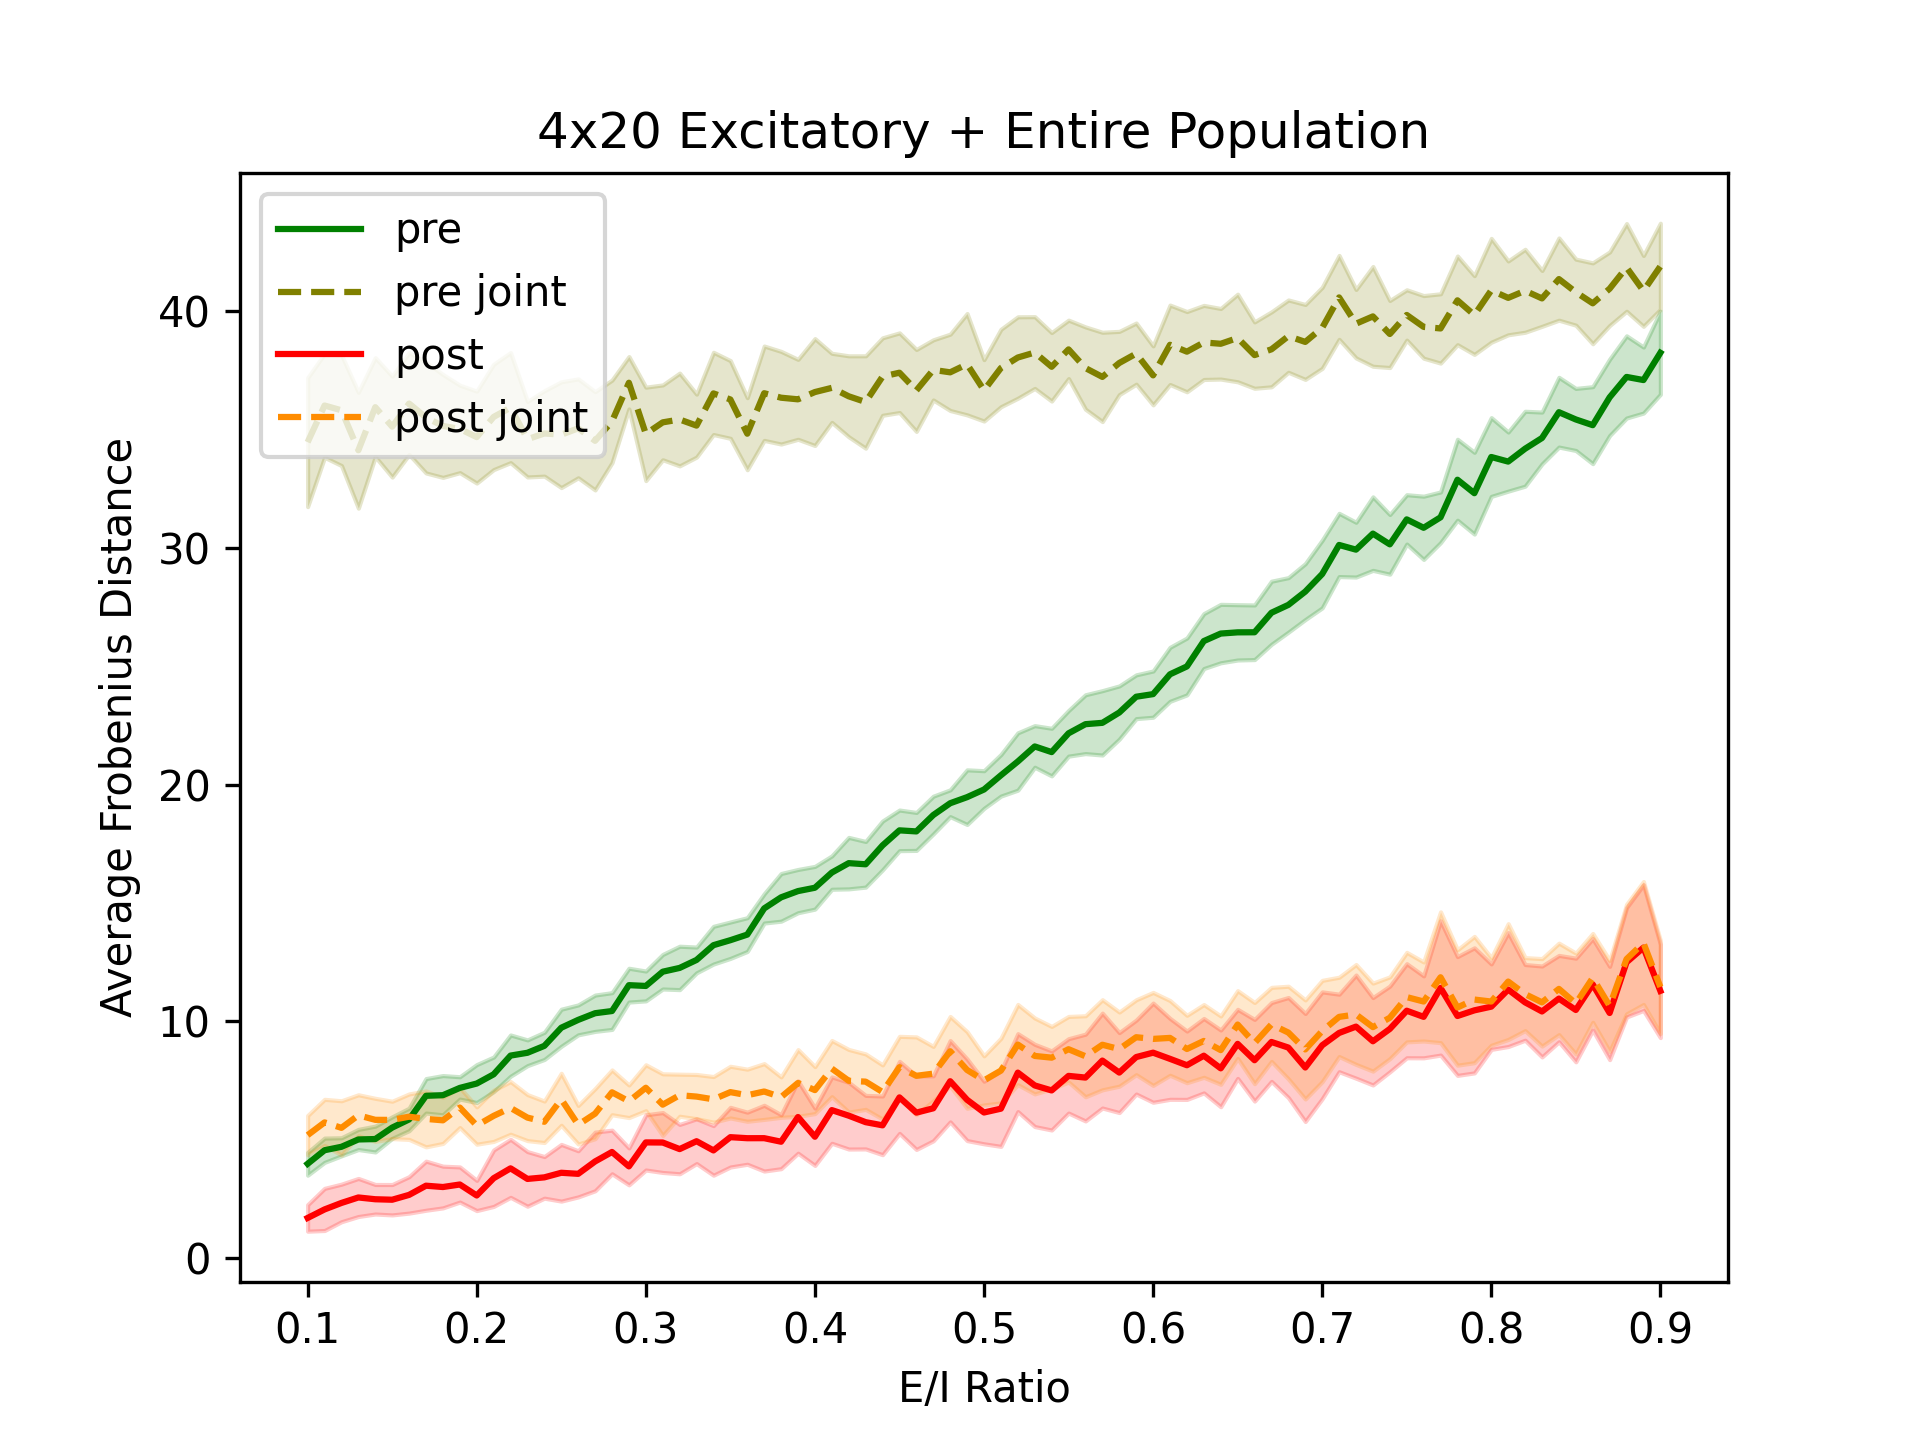 4x20 Excitatory + Entire Population
pre
pre joint
post
post joint
Average Frobenius Distance
40
30
20
10
0
0.1 0.2 0.3 0.4 0.5 0.6 0.7 0.8 0.9
E/I Ratio